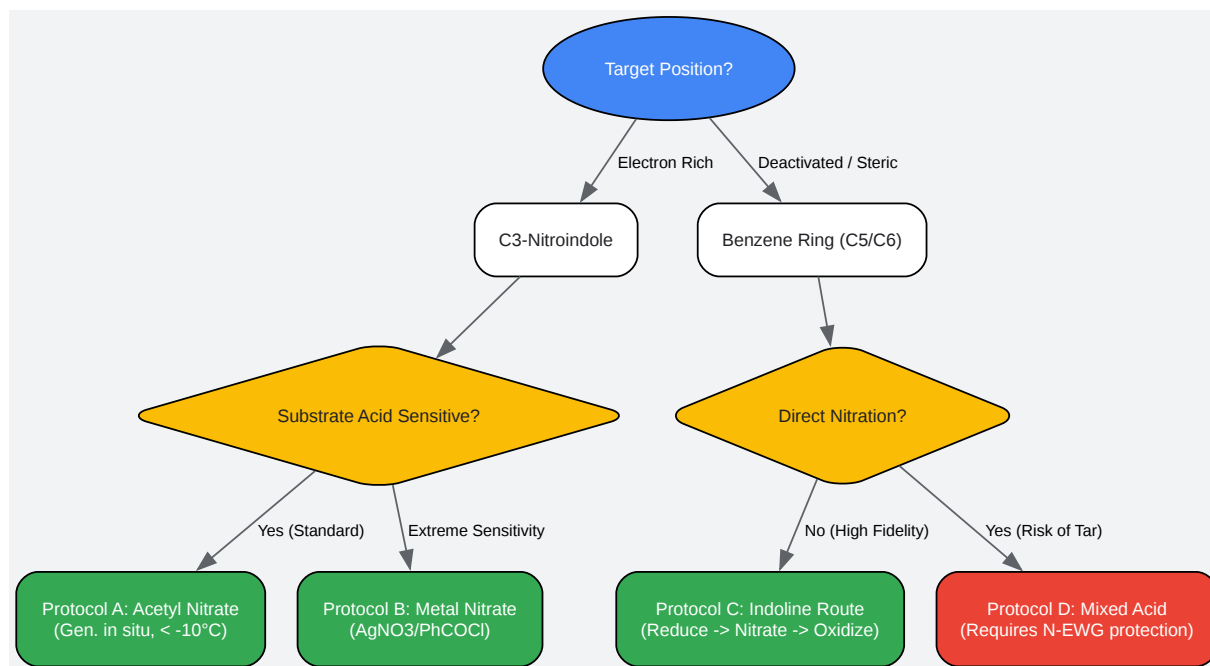 Target Position?
Electron Rich
Deactivated / Steric
C3-Nitroindole
Benzene Ring (C5/C6)
Substrate Acid Sensitive?
Direct Nitration?
Yes (Standard)
Extreme Sensitivity
No (High Fidelity)
Yes (Risk of Tar)
Protocol A: Acetyl Nitrate
(Gen. in situ, < -10°C)
Protocol B: Metal Nitrate
(AgNO3/PhCOCl)
Protocol C: Indoline Route
(Reduce -> Nitrate -> Oxidize)
Protocol D: Mixed Acid
(Requires N-EWG protection)